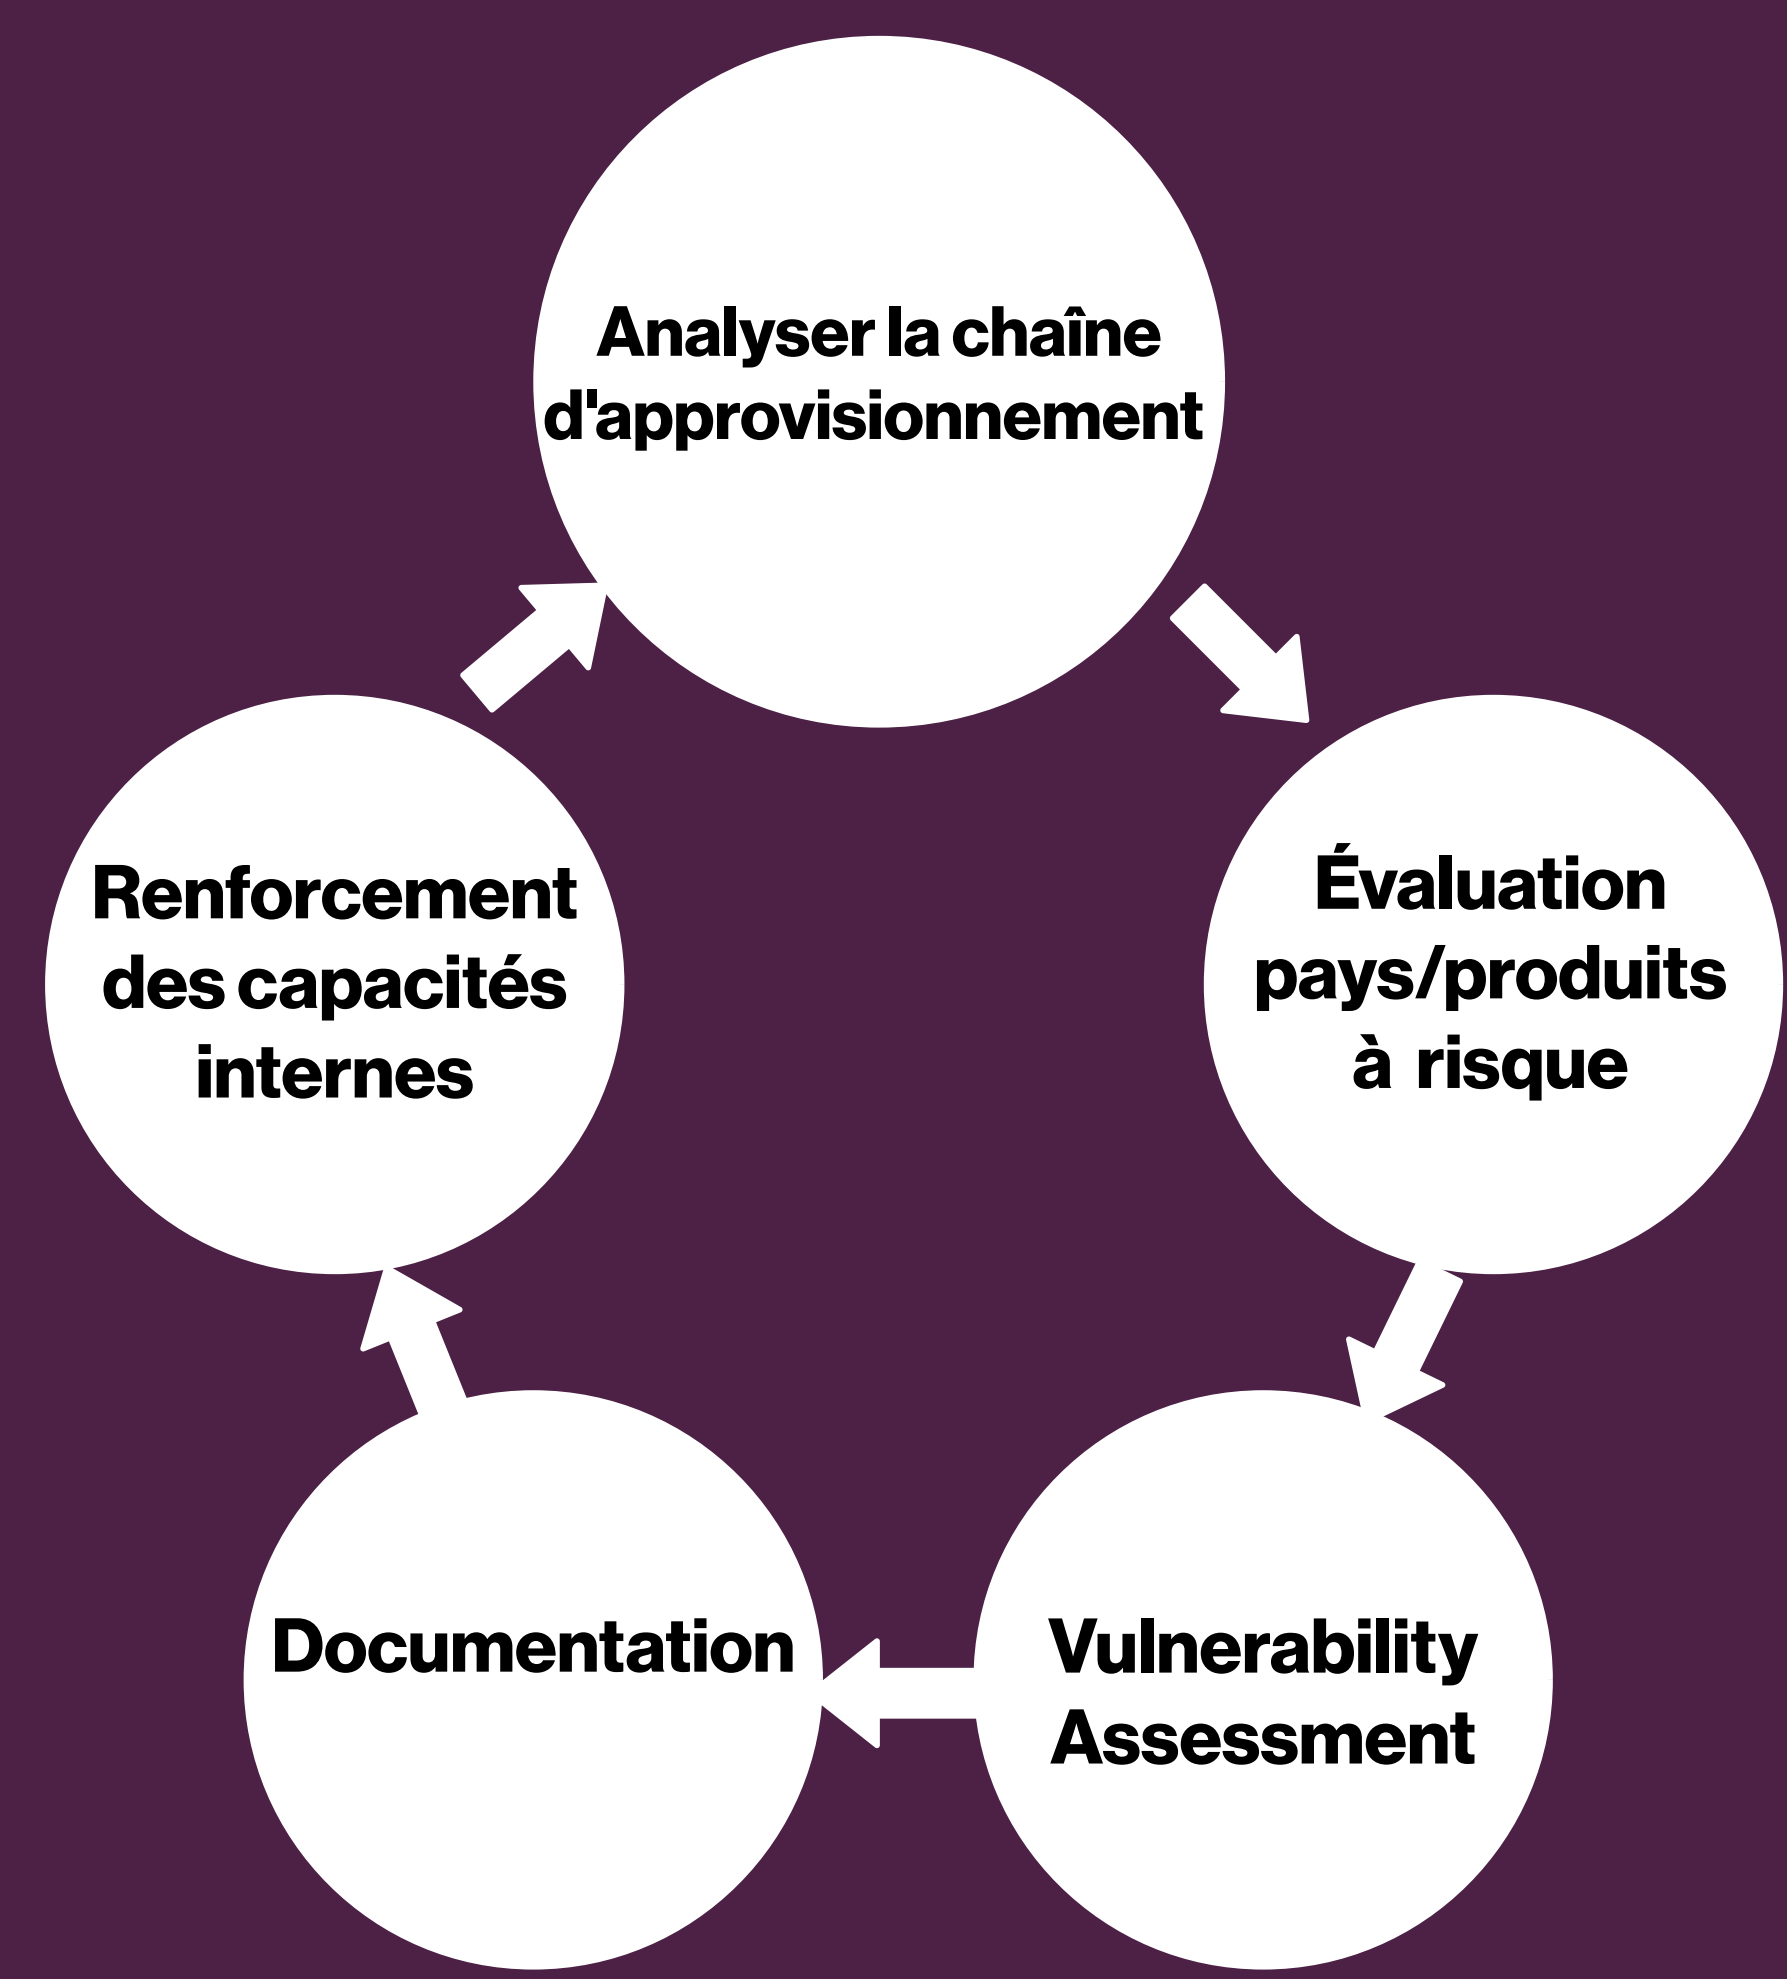 Analyser la chaîne
d'approvisionnement
Évaluation
pays/produits
à risque
Vulnerability
Assessment
Documentation
Renforcement
des capacités
internes